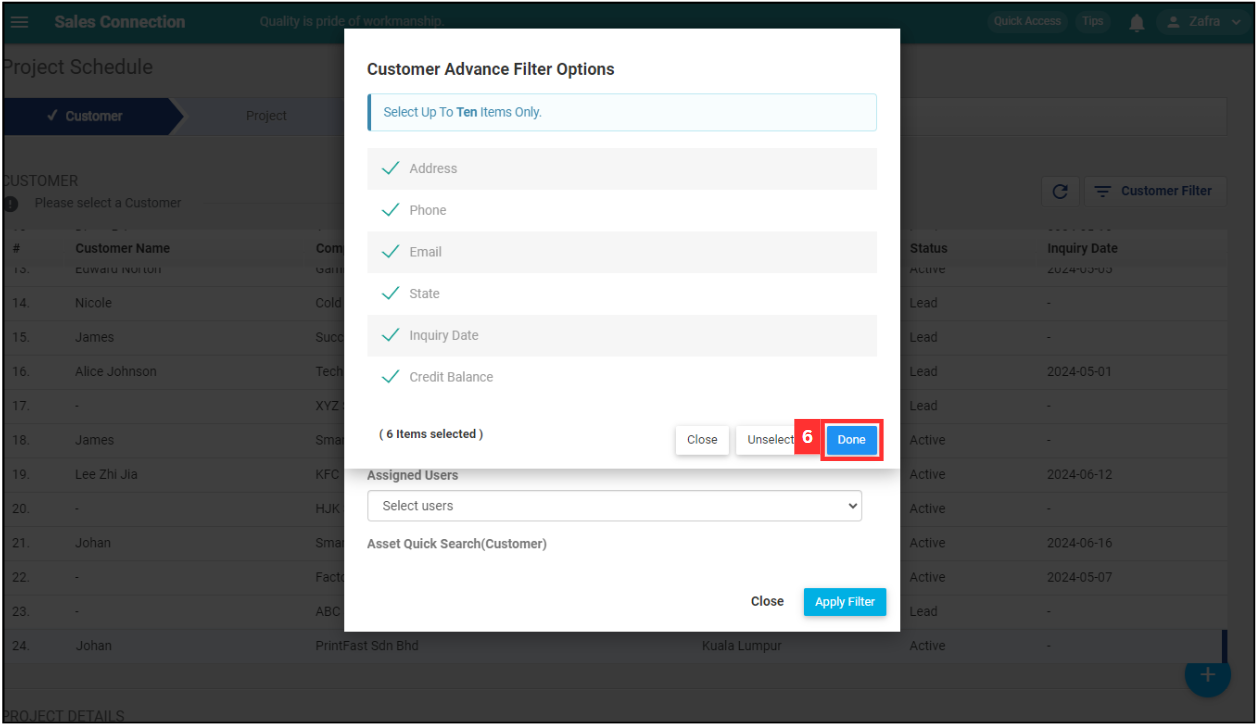 Sales Connection Quality is pride of workmanship. Quick Access Tips Zafra
Project Schedule
Customer Project
CUSTOMER
Please select a Customer
Customer Filter
# Customer Name Com Status Inquiry Date
13. Edward Norton Gam Active 2024-05-05
14. Nicole Cold Lead -
15. James Succ Lead -
16. Alice Johnson Tech Lead 2024-05-01
17. - XYZ Lead -
18. James Smar Active -
19. Lee Zhi Jia KFC Active 2024-06-12
20. - HJK Active -
21. Johan Smar Active 2024-06-16
22. - Facto Active 2024-05-07
23. - ABC Lead -
24. Johan PrintFast Sdn Bhd Kuala Lumpur Active -
PROJECT DETAILS
Customer Advance Filter Options
Select Up To Ten Items Only.
Address
Phone
Email
State
Inquiry Date
Credit Balance
( 6 Items selected ) Close Unselect 6 Done
Assigned Users
Select users
Asset Quick Search(Customer)
Close Apply Filter